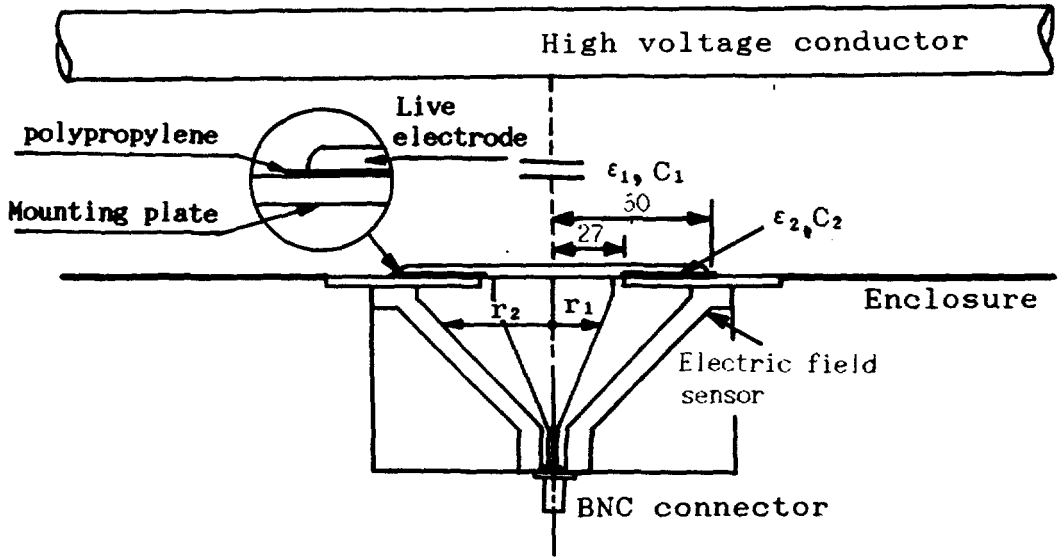 High voltage conductor
Live
electrode
polypropylene
Mounting plate
ε₁, C₁
27
ε₂, C₂
r₂
r₁
Enclosure
Electric field
sensor
BNC connector